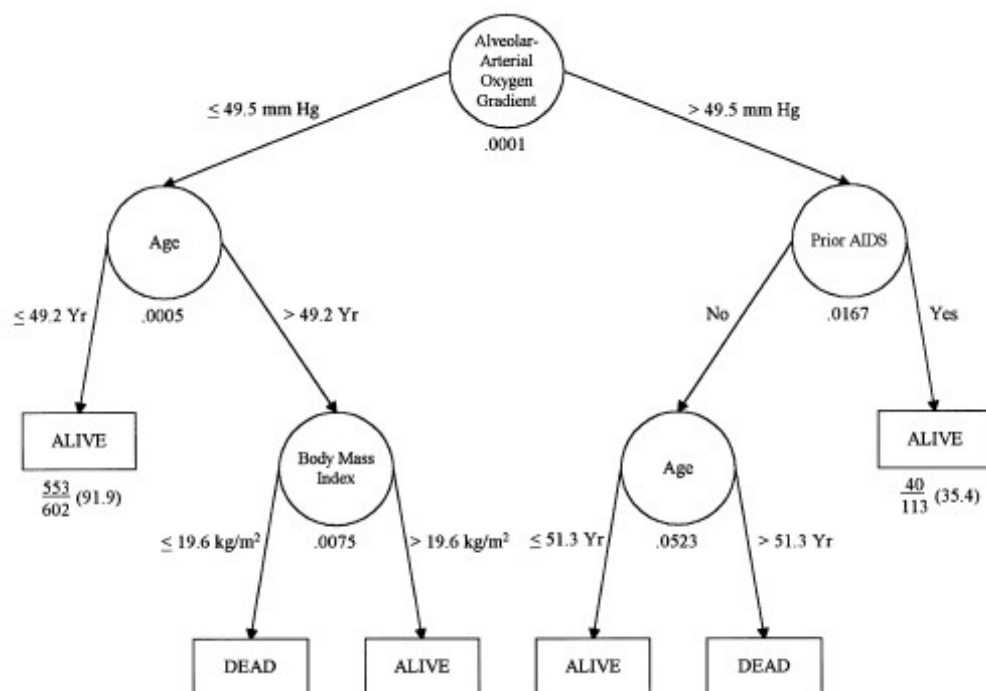 Alveolar-
Arterial
Oxygen
Gradient
≤ 49.5 mm Hg
> 49.5 mm Hg
.0001
Age
Prior AIDS
≤ 49.2 Yr
.0005
> 49.2 Yr
No
.0167
Yes
ALIVE
Body Mass
Index
Age
ALIVE
553
602 (91.9)
40
113 (35.4)
≤ 19.6 kg/m²
.0075
> 19.6 kg/m²
≤ 51.3 Yr
.0523
> 51.3 Yr
DEAD
ALIVE
ALIVE
DEAD